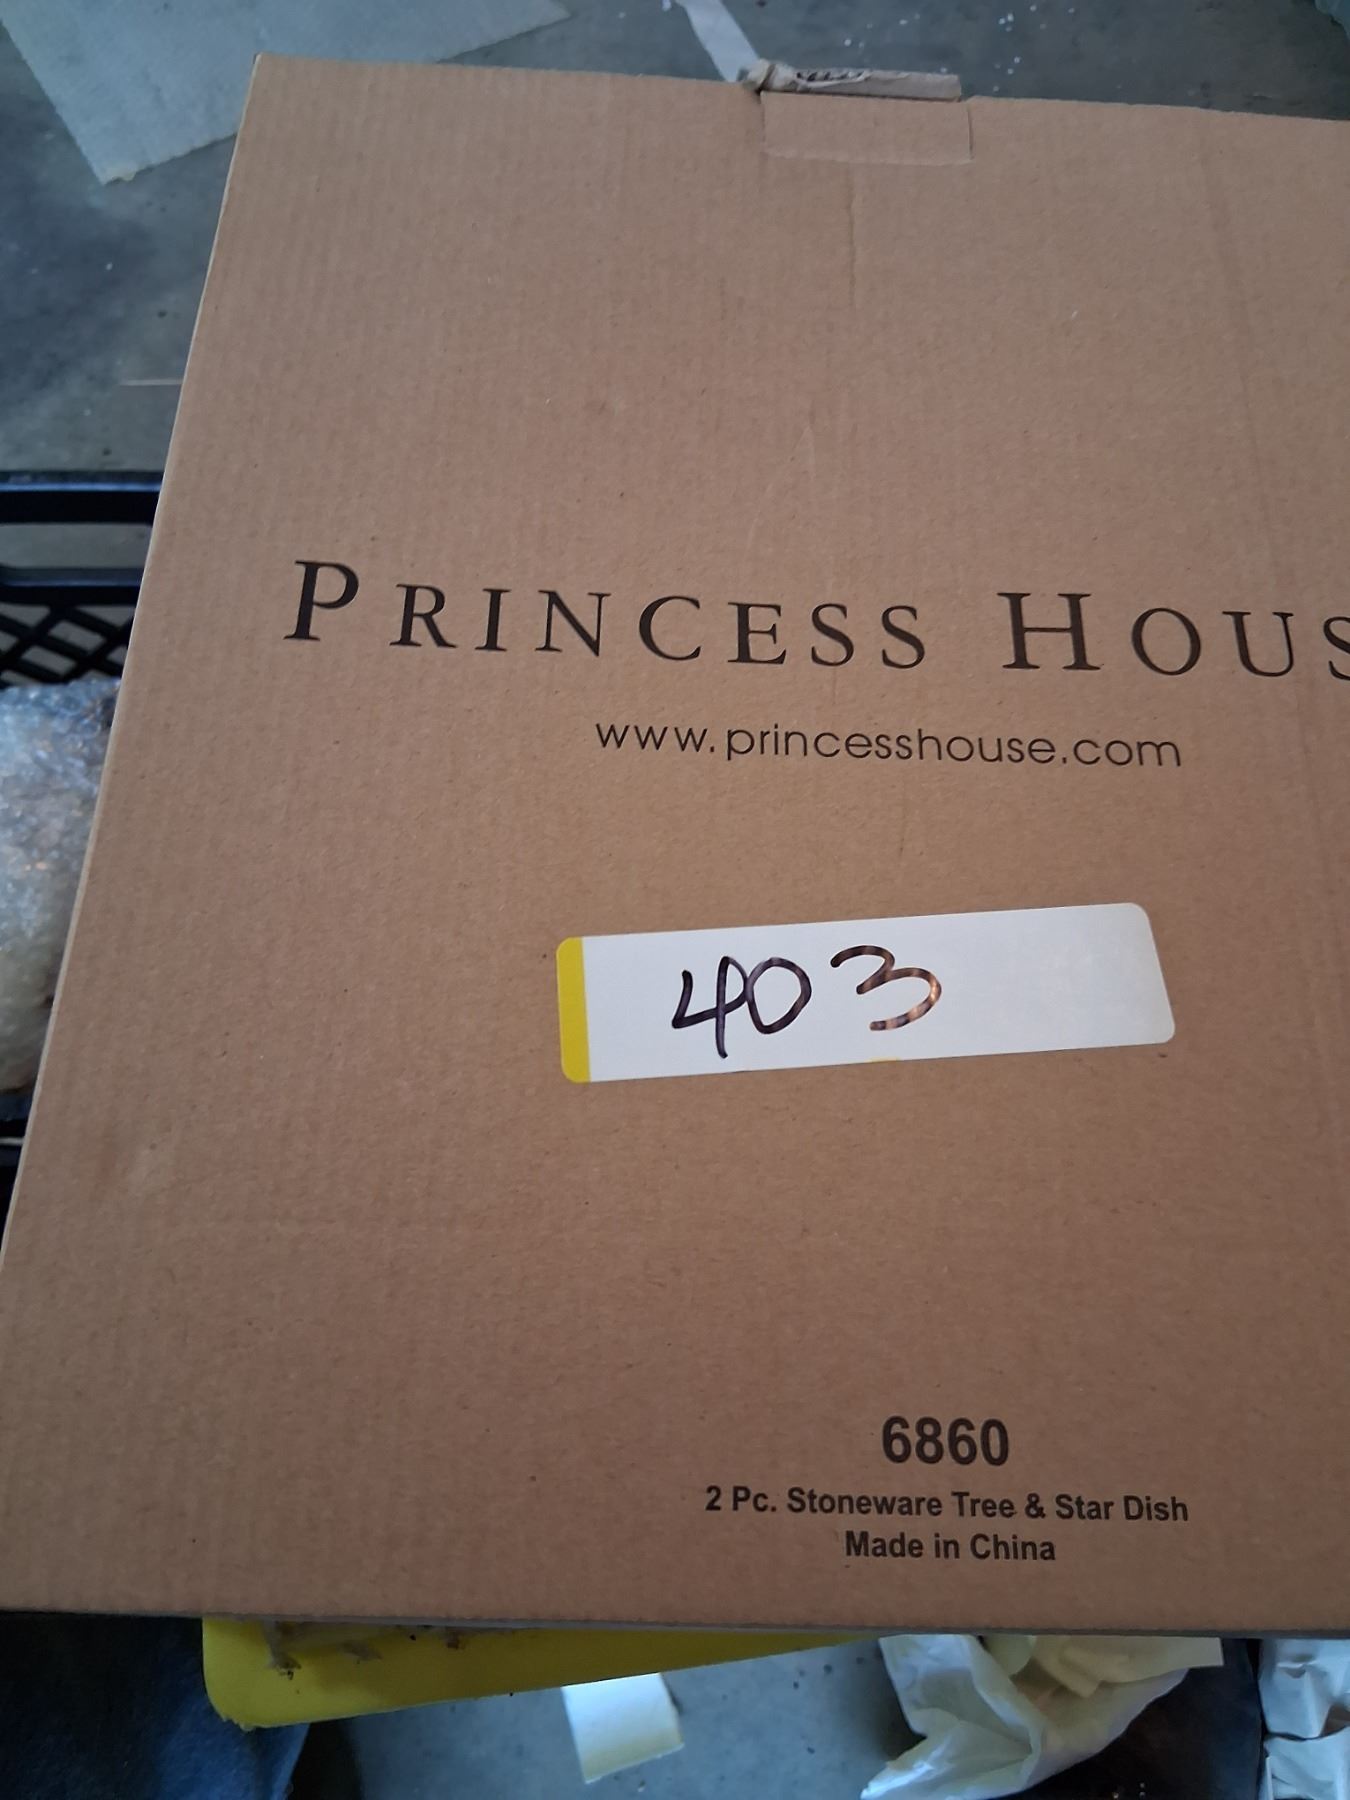 PRINCESS HOUS
www.princesshouse.com
403
6860
2 Pc. Stoneware Tree & Star Dish
Made in China